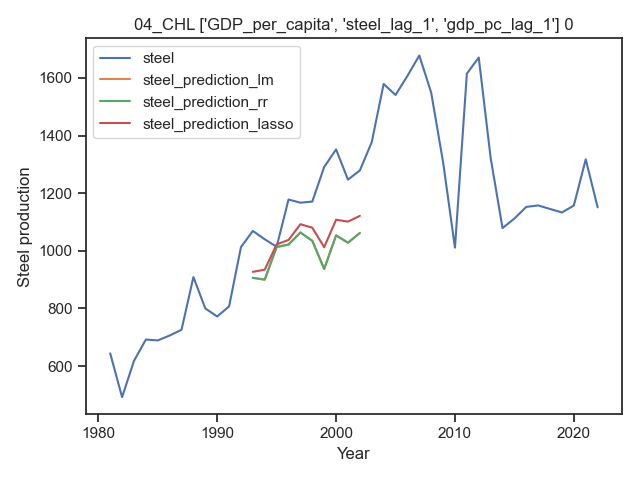 04_CHL ['GDP_per_capita', 'steel_lag_1', 'gdp_pc_lag_1'] 0
steel
steel_prediction_lm
steel_prediction_rr
steel_prediction_lasso
Steel production
1600
1400
1200
1000
800
600
1980
1990
2000
2010
2020
Year